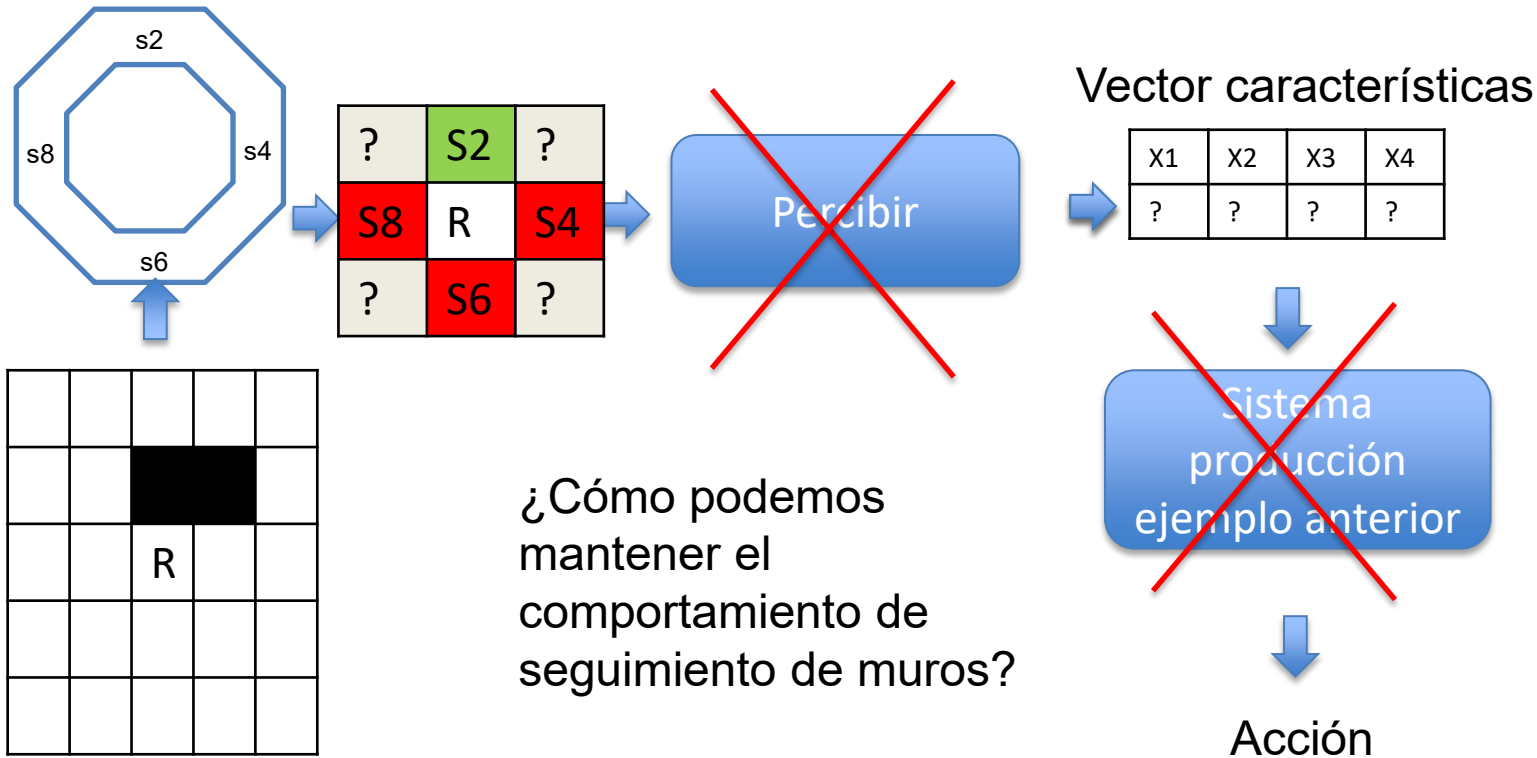 s2
s8
s4
s6
? S2 ?
S8 R S4
? S6 ?
R
Percibir
Vector características
X1 X2 X3 X4
? ? ? ?
Sistema
producción
ejemplo anterior
¿Cómo podemos
mantener el
comportamiento de
seguimiento de muros?
Acción